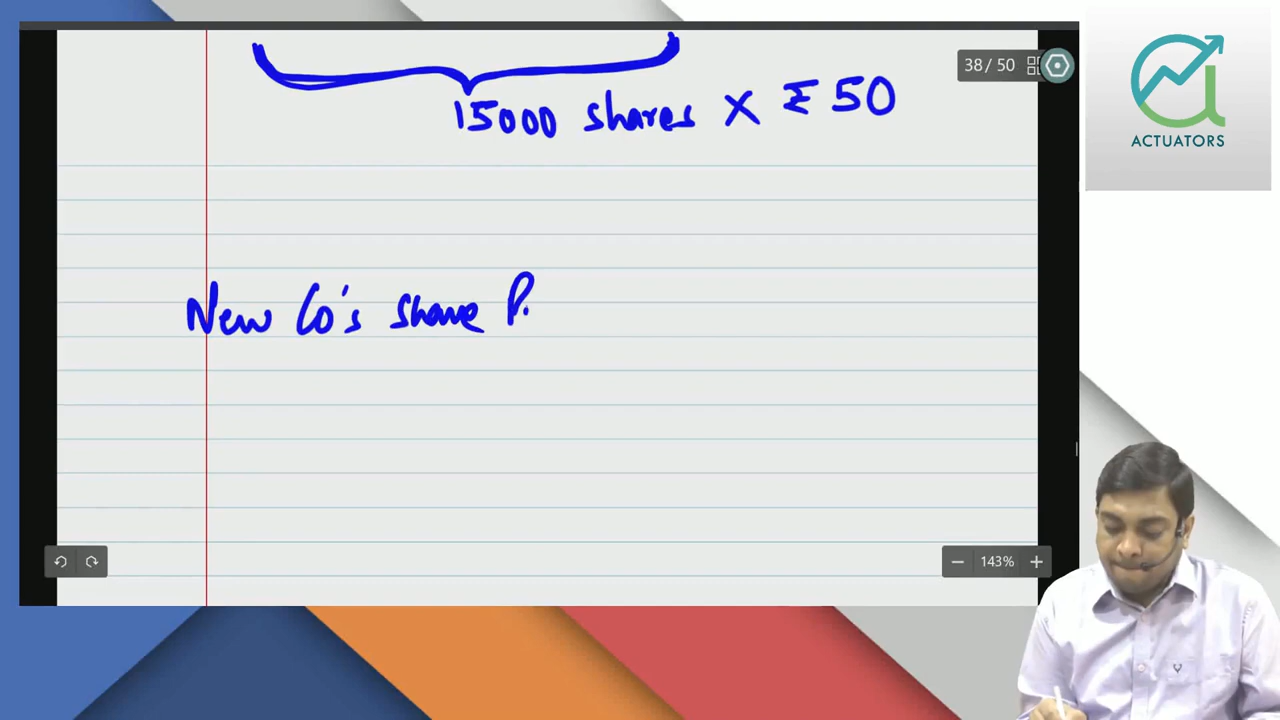 38 / 50
15000 shares X ₹ 50
ACTUATORS
New Co's share P.
143%